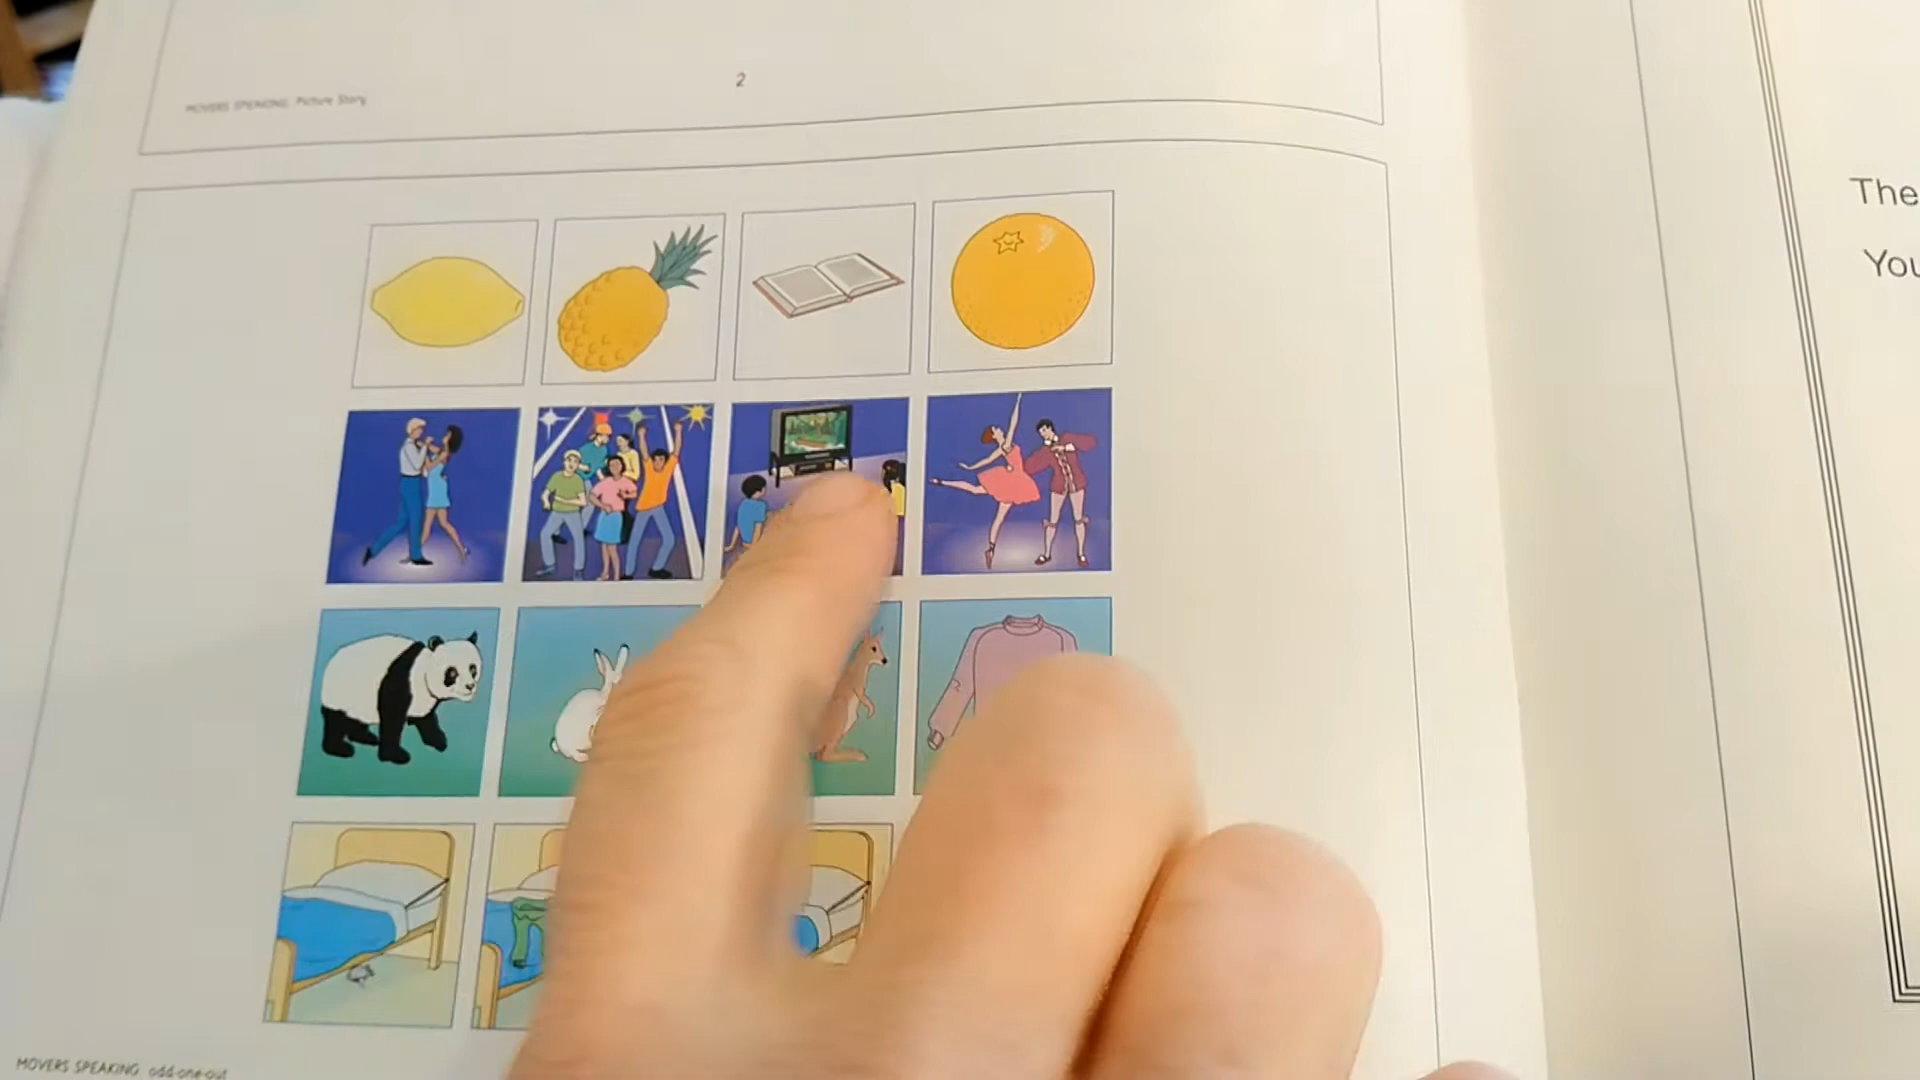 2
MOVERS SPEAKING. Picture Story
The
You
MOVERS SPEAKING. odd-one-out